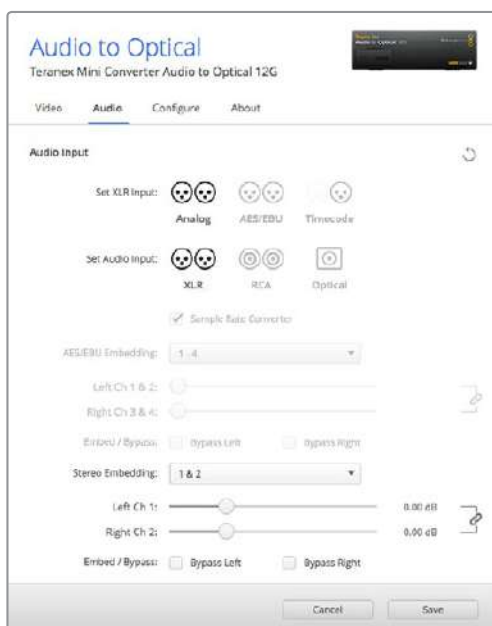 Audio to Optical
Teranex Mini Converter Audio to Optical 12G
Video Audio Configure About
Audio Input
Set XLR Input:
Analog AES/EBU Timecode
Set Audio Input:
XLR RCA Optical
Sample Rate Converter
AES/EBU Embedding: 1 - 4
Left Ch 1 & 2:
Right Ch 3 & 4:
Embed / Bypass: Bypass Left Bypass Right
Stereo Embedding: 1 & 2
Left Ch 1: 0.00 dB
Right Ch 2: 0.00 dB
Embed / Bypass: Bypass Left Bypass Right
Cancel Save